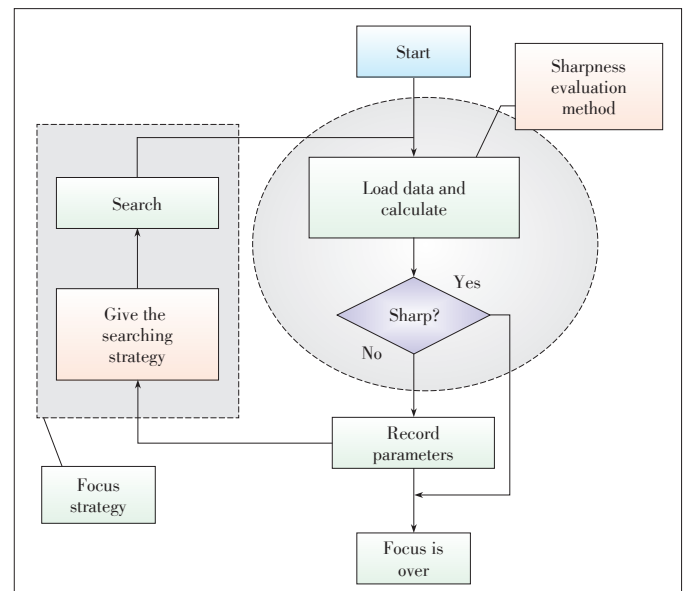 Start
Sharpness
evaluation
method
Search
Load data and
calculate
Yes
Sharp?
No
Give the
searching
strategy
Record
parameters
Focus
strategy
Focus is
over